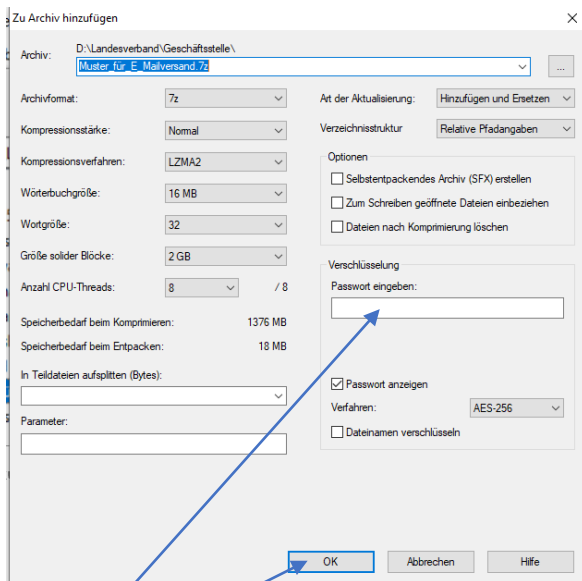 Zu Archiv hinzufügen
Archiv: D:\Landesverband\Geschäftsstelle\
Muster_für_E_Mailversand.7z
...
Archivformat: 7z
Kompressionsstärke: Normal
Kompressionsverfahren: LZMA2
Wörterbuchgröße: 16 MB
Wortgröße: 32
Größe solider Blöcke: 2 GB
Anzahl CPU-Threads: 8 / 8
Speicherbedarf beim Komprimieren: 1376 MB
Speicherbedarf beim Entpacken: 18 MB
In Teildateien aufsplitten (Bytes):
Parameter:
Art der Aktualisierung: Hinzufügen und Ersetzen
Verzeichnisstruktur Relative Pfadangaben
Optionen
Selbstentpackendes Archiv (SFX) erstellen
Zum Schreiben geöffnete Dateien einbeziehen
Dateien nach Komprimierung löschen
Verschlüsselung
Passwort eingeben:
Passwort anzeigen
Verfahren: AES-256
Dateinamen verschlüsseln
OK Abbrechen Hilfe